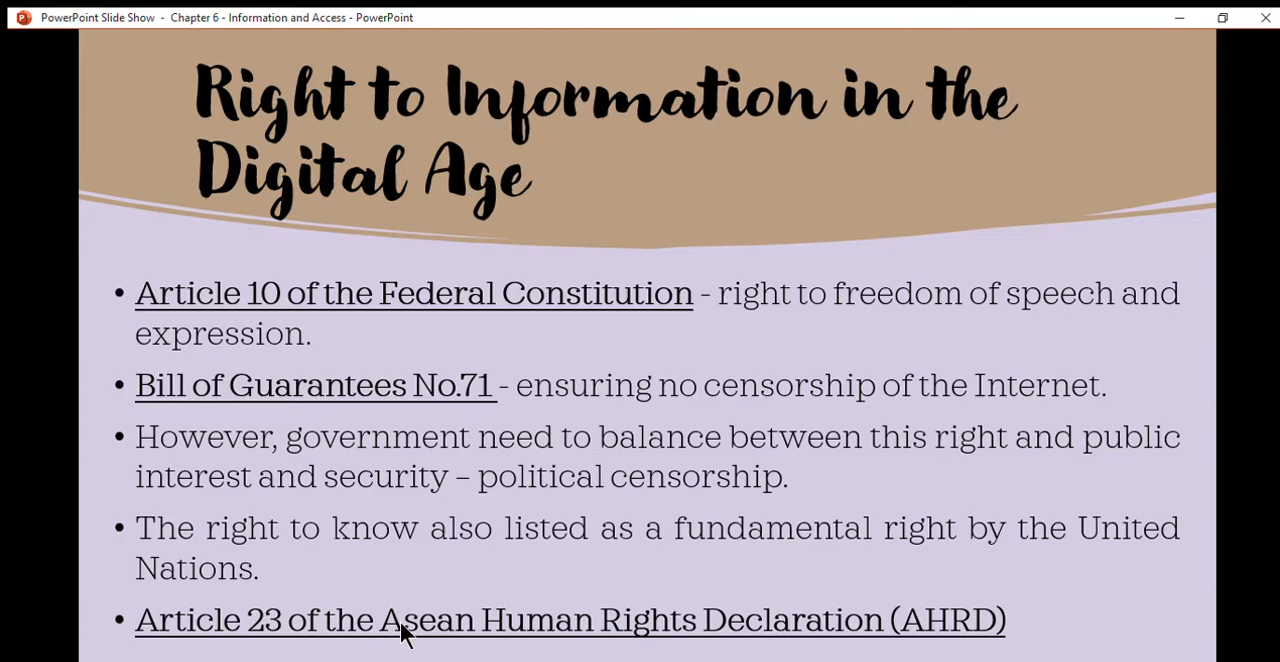 PowerPoint Slide Show - Chapter 6 - Information and Access - PowerPoint
Right to Information in the
Digital Age
• Article 10 of the Federal Constitution - right to freedom of speech and
expression.
• Bill of Guarantees No.71 - ensuring no censorship of the Internet.
• However, government need to balance between this right and public
interest and security – political censorship.
• The right to know also listed as a fundamental right by the United
Nations.
• Article 23 of the Asean Human Rights Declaration (AHRD)